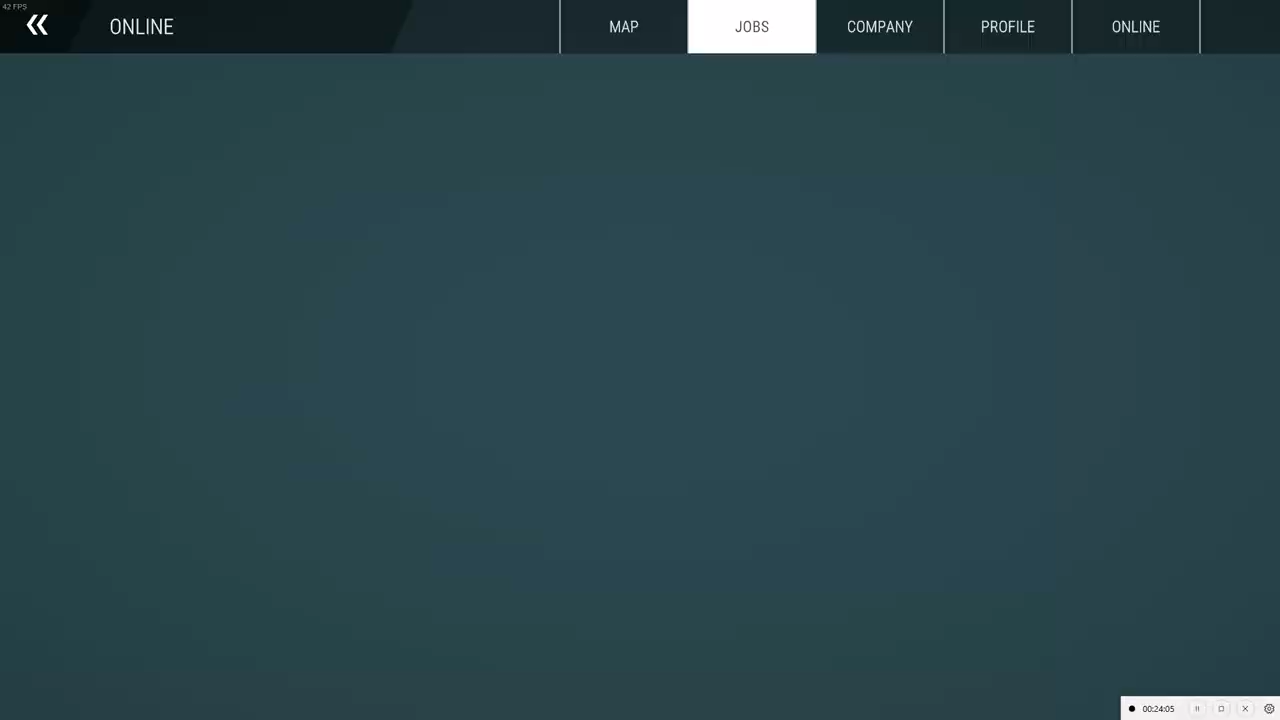 42 FPS
ONLINE
MAP
JOBS
COMPANY
PROFILE
ONLINE
00:24:05